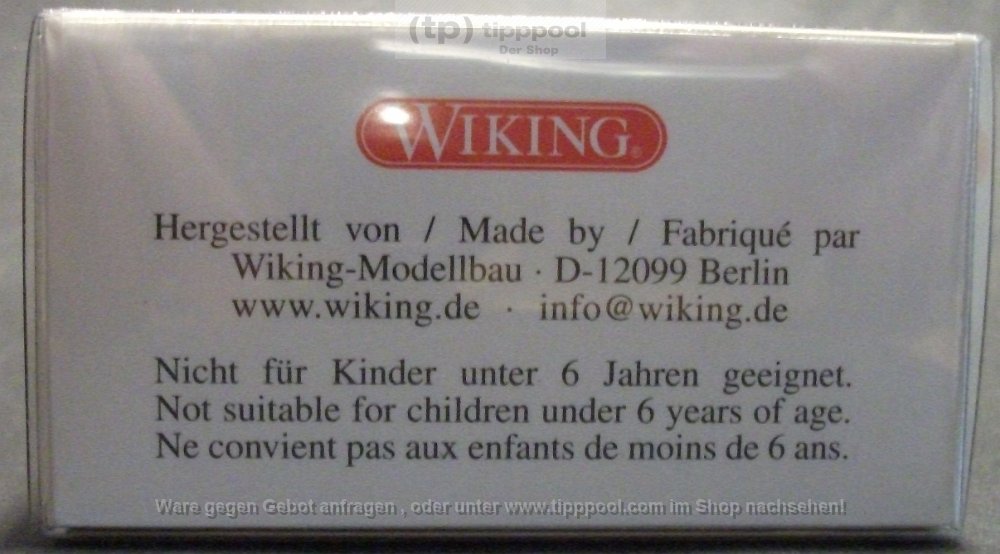 (tp) tipppool
Der Shop
WIKING®
Hergestellt von / Made by / Fabriqué par
Wiking-Modellbau · D-12099 Berlin
www.wiking.de · info@wiking.de
Nicht für Kinder unter 6 Jahren geeignet.
Not suitable for children under 6 years of age.
Ne convient pas aux enfants de moins de 6 ans.
Ware gegen Gebot anfragen , oder unter www.tipppool.com im Shop nachsehen!